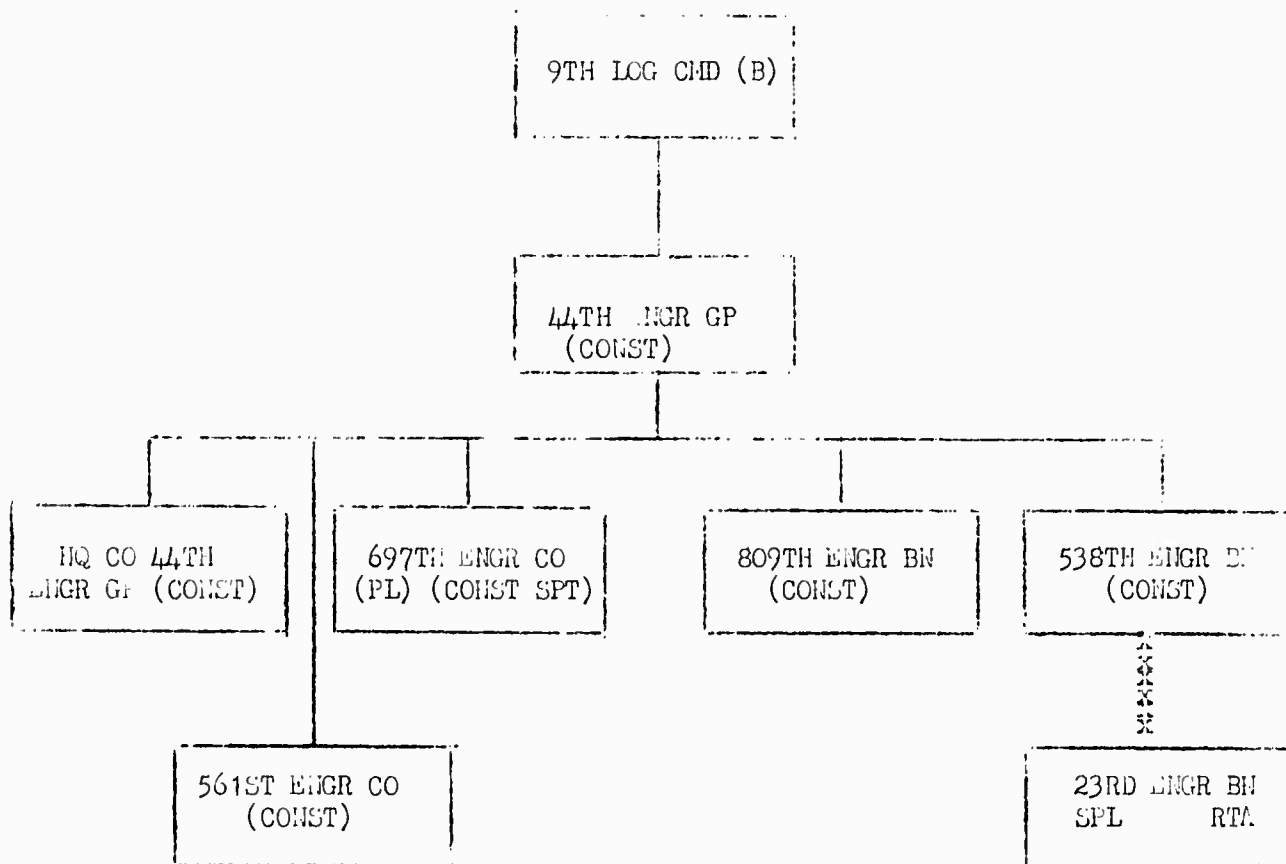 9TH LOG CMD (B)
44TH ENGR GP
(CONST)
HQ CO 44TH
ENGR GP (CONST)
697TH ENGR CO
(PL) (CONST SPT)
809TH ENGR BN
(CONST)
538TH ENGR BN
(CONST)
561ST ENGR CO
(CONST)
23RD ENGR BN
SPL RTA